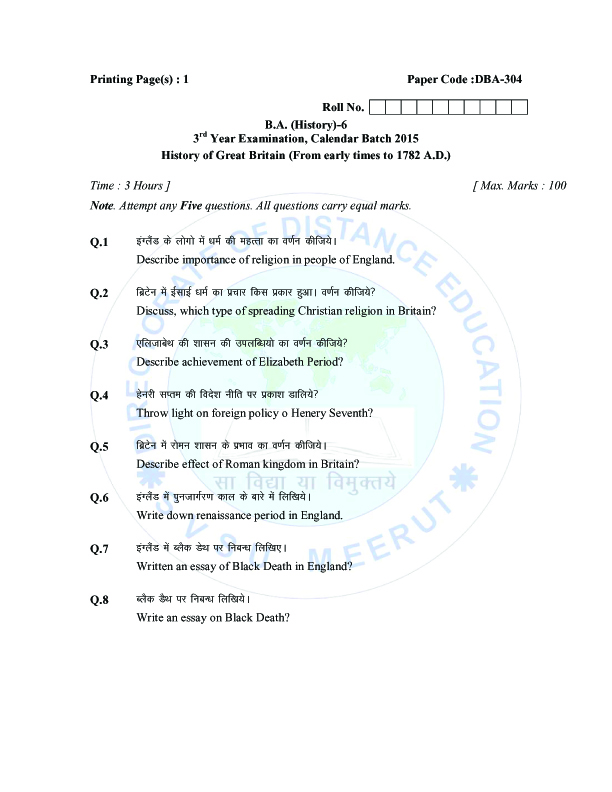 Printing Page(s) : 1 Paper Code :DBA-304
Roll No.
B.A. (History)-6
3rd Year Examination, Calendar Batch 2015
History of Great Britain (From early times to 1782 A.D.)
Time : 3 Hours ] [ Max. Marks : 100
Note. Attempt any Five questions. All questions carry equal marks.
Q.1 इंग्लैंड के लोगो में धर्म की महत्ता का वर्णन कीजिये।
Describe importance of religion in people of England.
Q.2 ब्रिटेन में ईसाई धर्म का प्रचार किस प्रकार हुआ। वर्णन कीजिये?
Discuss, which type of spreading Christian religion in Britain?
Q.3 एलिजाबेथ की शासन की उपलब्धियो का वर्णन कीजिये?
Describe achievement of Elizabeth Period?
Q.4 हेनरी सप्तम की विदेश नीति पर प्रकाश डालिये?
Throw light on foreign policy o Henery Seventh?
Q.5 ब्रिटेन में रोमन शासन के प्रभाव का वर्णन कीजिये।
Describe effect of Roman kingdom in Britain?
Q.6 इंग्लैंड में पुनजार्गरण काल के बारे में लिखिये।
Write down renaissance period in England.
Q.7 इंग्लैंड में ब्लैक डेथ पर निबन्ध लिखिए।
Written an essay of Black Death in England?
Q.8 ब्लैक डैथ पर निबन्ध लिखिये।
Write an essay on Black Death?
DIRECTORATE OF DISTANCE EDUCATION
सा विद्या या विमुक्तये
SVSU MEERUT